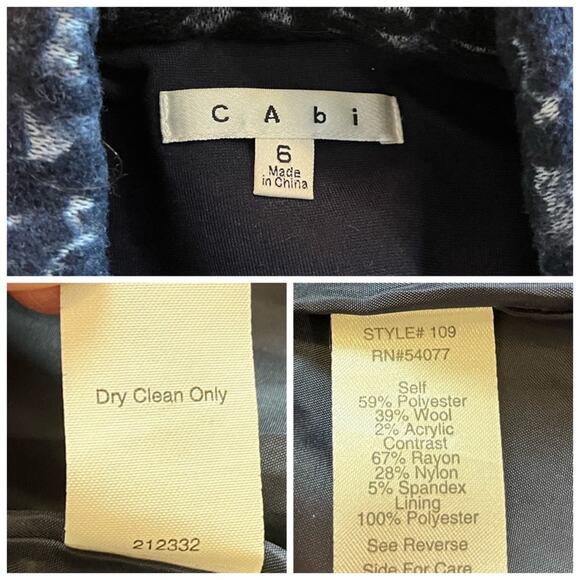 C A b i
6
Made
in China
Dry Clean Only
212332
STYLE# 109
RN#54077
Self
59% Polyester
39% Wool
2% Acrylic
Contrast
67% Rayon
28% Nylon
5% Spandex
Lining
100% Polyester
See Reverse
Side For Care